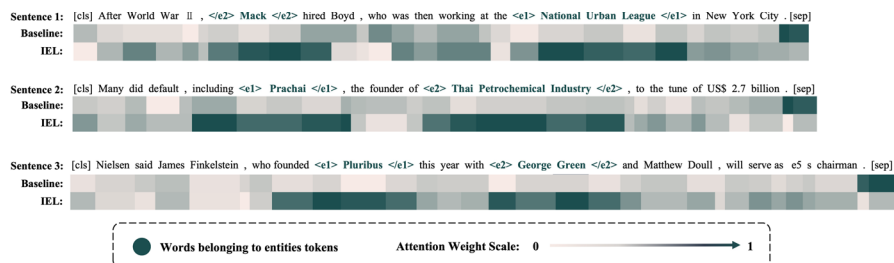 Sentence 1: [cls] After World War Ⅱ , </e2> Mack </e2> hired Boyd , who was then working at the <e1> National Urban League </e1> in New York City . [sep]
Baseline:
IEL:
Sentence 2: [cls] Many did default , including <e1> Prachai </e1> , the founder of <e2> Thai Petrochemical Industry </e2> , to the tune of US$ 2.7 billion . [sep]
Baseline:
IEL:
Sentence 3: [cls] Nielsen said James Finkelstein , who founded <e1> Pluribus </e1> this year with <e2> George Green </e2> and Matthew Doull , will serve as e5 s chairman . [sep]
Baseline:
IEL:
Words belonging to entities tokens Attention Weight Scale: 0 1